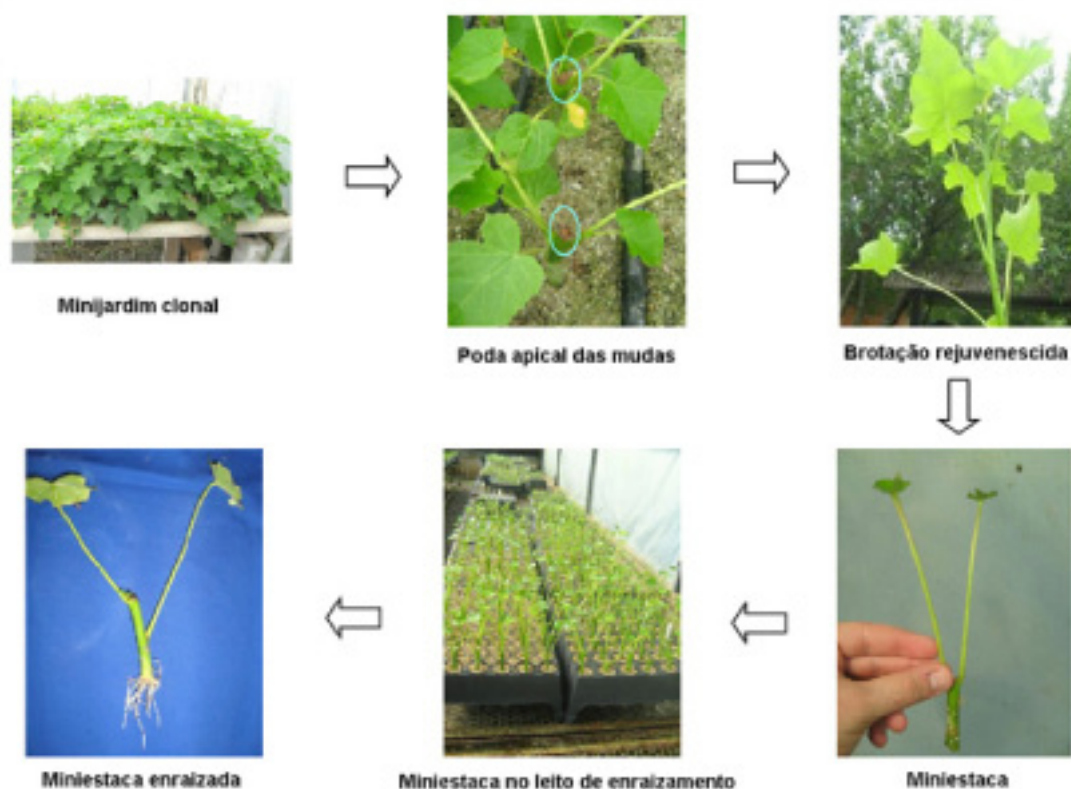 Minijardim clonal
Poda apical das mudas
Brotação rejuvenescida
Miniestaca
Miniestaca no leito de enraizamento
Miniestaca enraizada